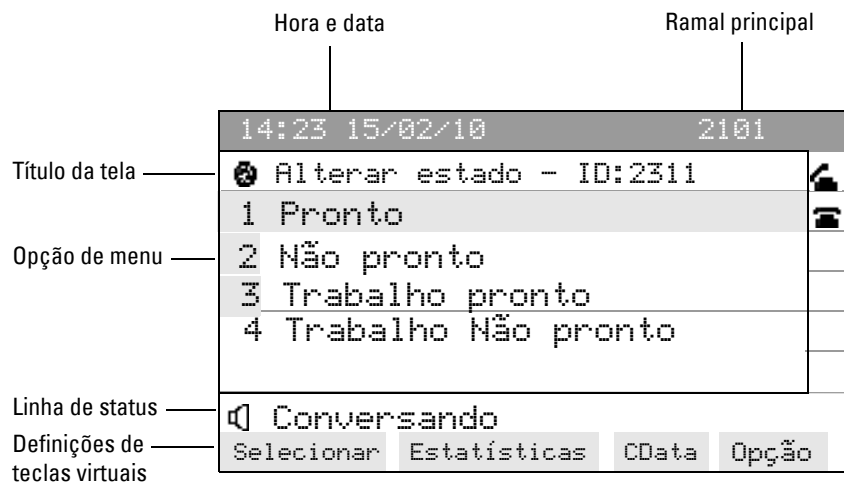 Hora e data
Ramal principal
14:23 15/02/10 2101
Título da tela
Alterar estado - ID:2311
1 Pronto
Opção de menu
2 Não pronto
3 Trabalho pronto
4 Trabalho Não pronto
Linha de status
Conversando
Definições de
teclas virtuais
Selecionar Estatísticas CData Opção